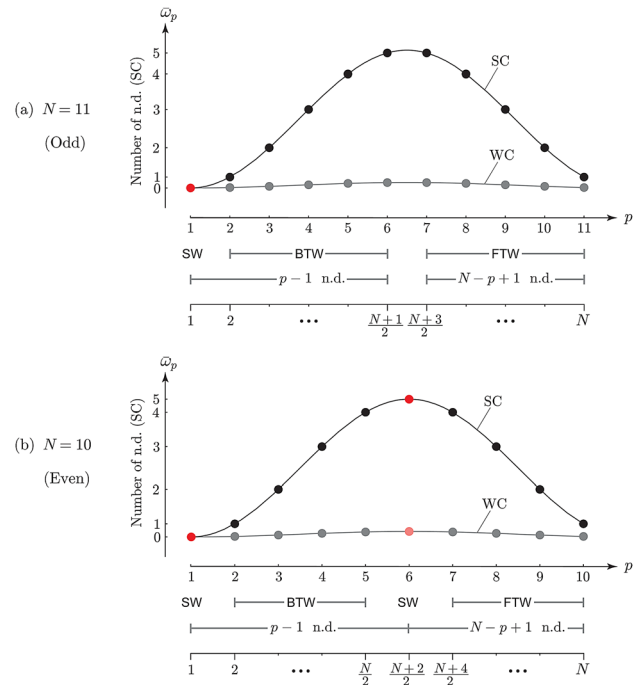 ω̄_p
Number of n.d. (SC)
5
4
3
2
1
0
SC
WC
(a) N = 11
(Odd)
1 2 3 4 5 6 7 8 9 10 11 p
SW BTW FTW
p − 1 n.d. N − p + 1 n.d.
1 2 ••• N + 1/2 N + 3/2 ••• N
ω̄_p
Number of n.d. (SC)
5
4
3
2
1
0
SC
WC
(b) N = 10
(Even)
1 2 3 4 5 6 7 8 9 10 p
SW BTW SW FTW
p − 1 n.d. N − p + 1 n.d.
1 2 ••• N/2 N + 2/2 N + 4/2 ••• N